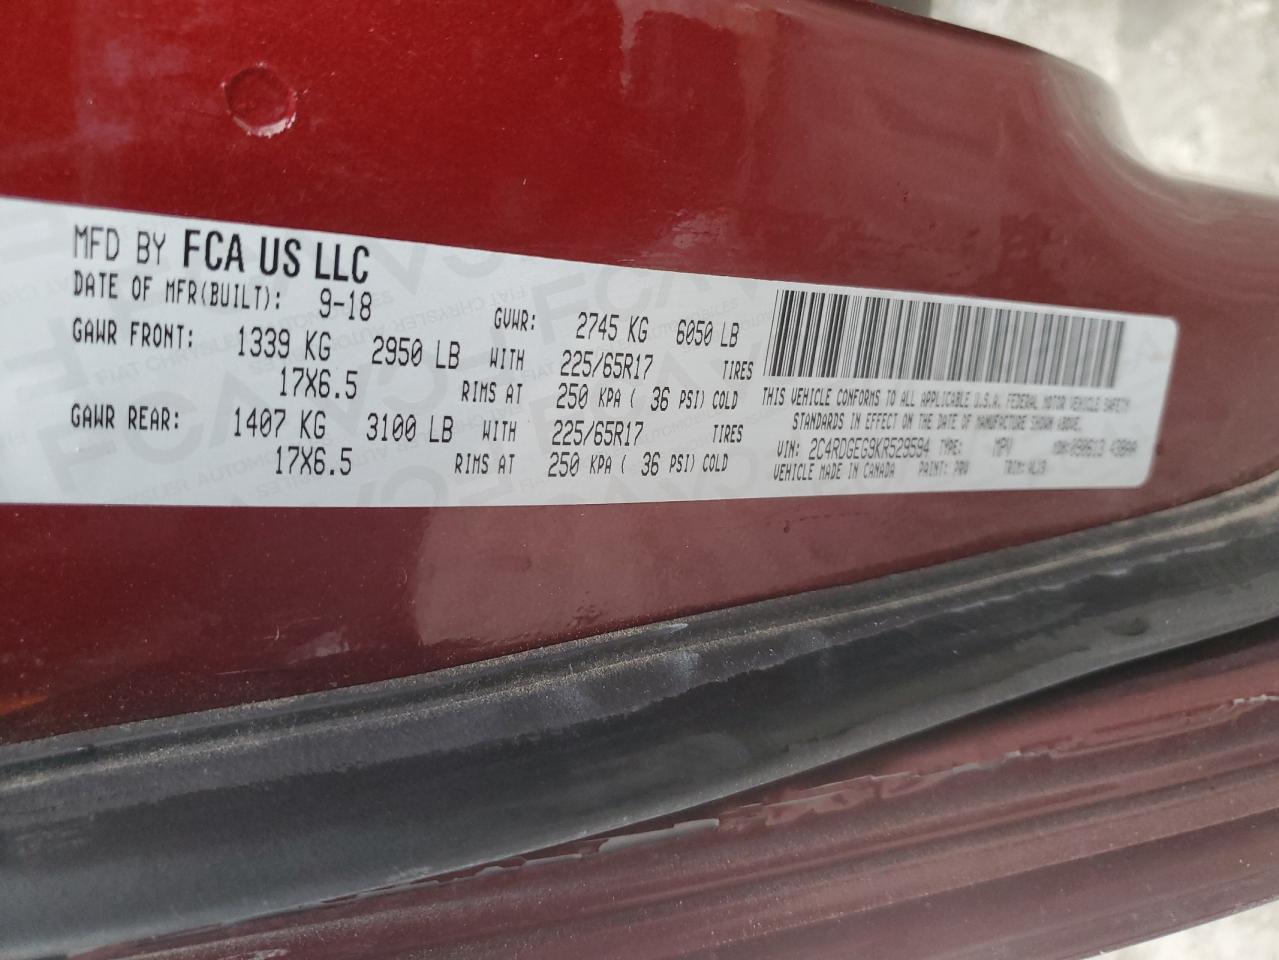 MFD BY FCA US LLC
DATE OF MFR(BUILT): 9-18 GVWR: 2745 KG 6050 LB
GAWR FRONT: 1339 KG 2950 LB WITH 225/65R17 TIRES
17X6.5 RIMS AT 250 KPA ( 36 PSI) COLD
GAWR REAR: 1407 KG 3100 LB WITH 225/65R17 TIRES
17X6.5 RIMS AT 250 KPA ( 36 PSI) COLD
THIS VEHICLE CONFORMS TO ALL APPLICABLE U.S.A. FEDERAL MOTOR VEHICLE SAFETY
STANDARDS IN EFFECT ON THE DATE OF MANUFACTURE SHOWN ABOVE.
VIN: 2C4RDGEG9KR529594 TYPE: MPV MDH:090613 438AA
VEHICLE MADE IN CANADA PAINT: PRV TRIM: